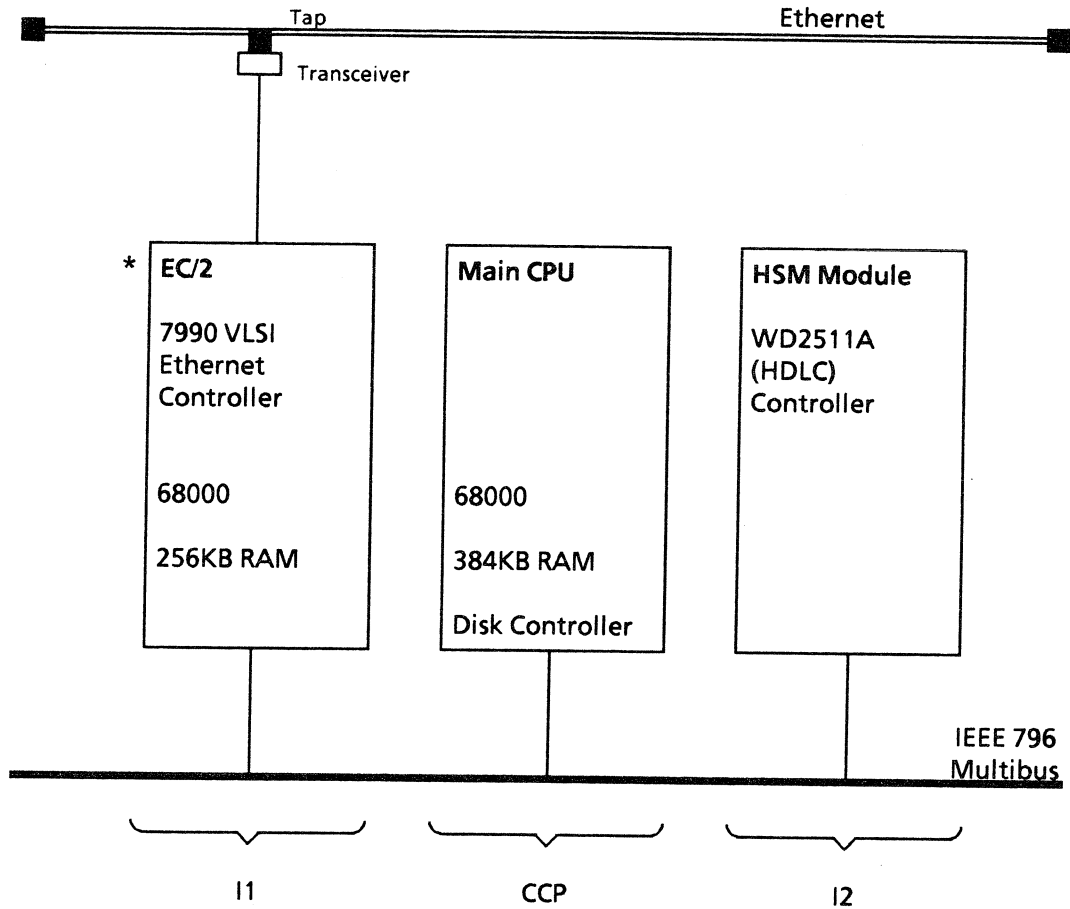 Tap
Ethernet
Transceiver
* EC/2
7990 VLSI
Ethernet
Controller
68000
256KB RAM
Main CPU
68000
384KB RAM
Disk Controller
HSM Module
WD2511A
(HDLC)
Controller
IEEE 796
Multibus
I1
CCP
I2